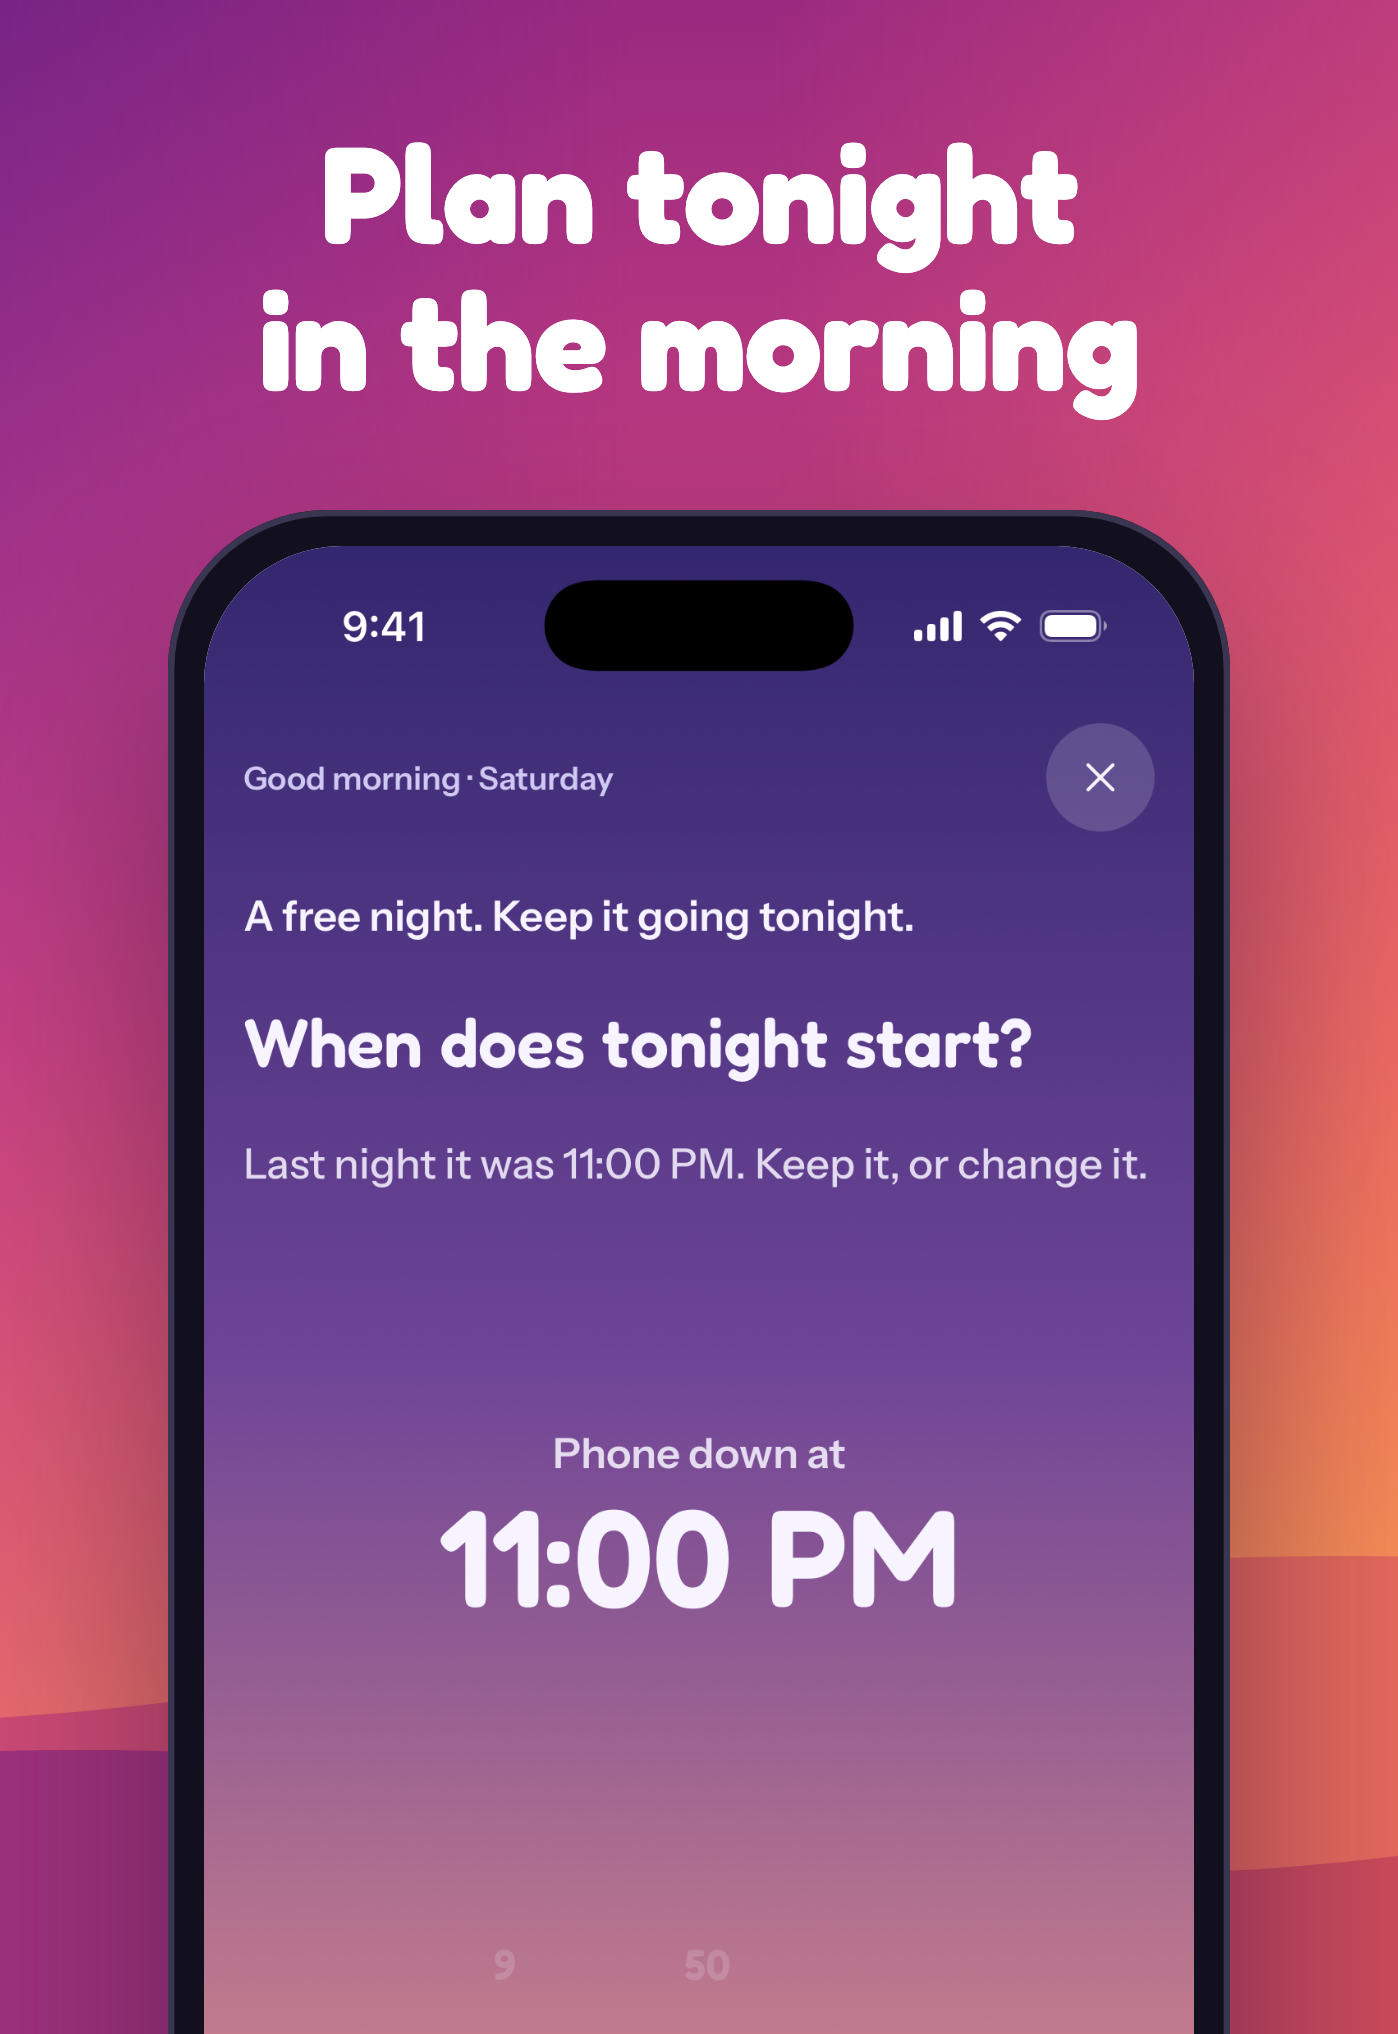 Plan tonight
in the morning
9:41
Good morning · Saturday
A free night. Keep it going tonight.
When does tonight start?
Last night it was 11:00 PM. Keep it, or change it.
Phone down at
11:00 PM
9 50